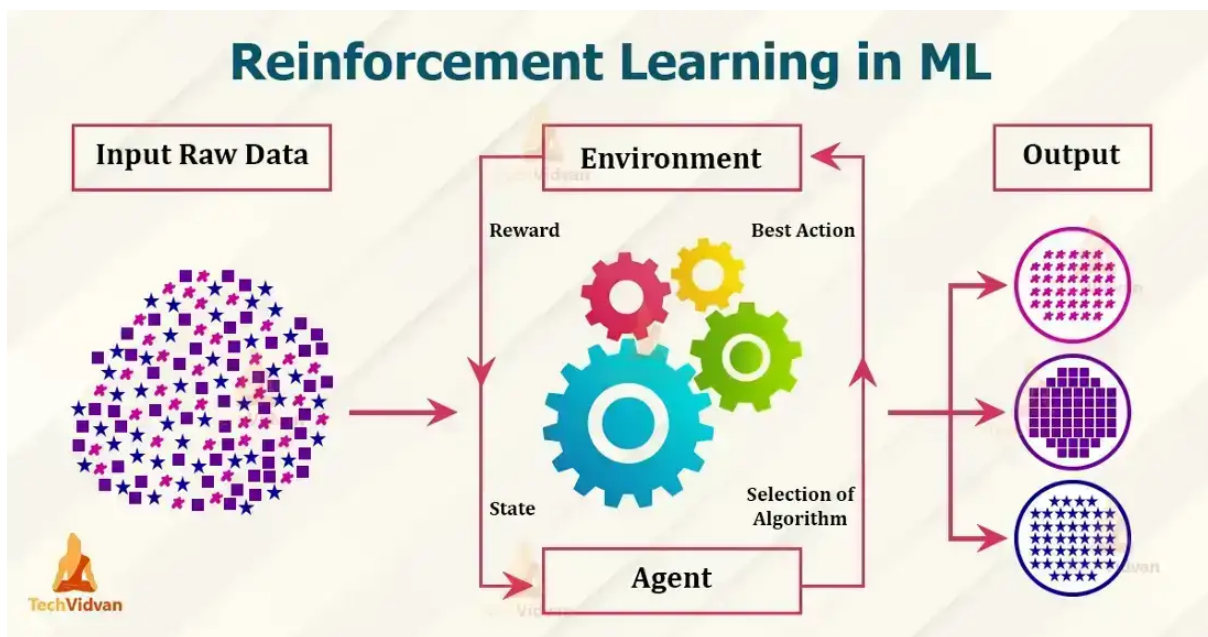 Reinforcement Learning in ML
Input Raw Data
Environment
Output
Reward
Best Action
State
Selection of
Algorithm
Agent
TechVidvan